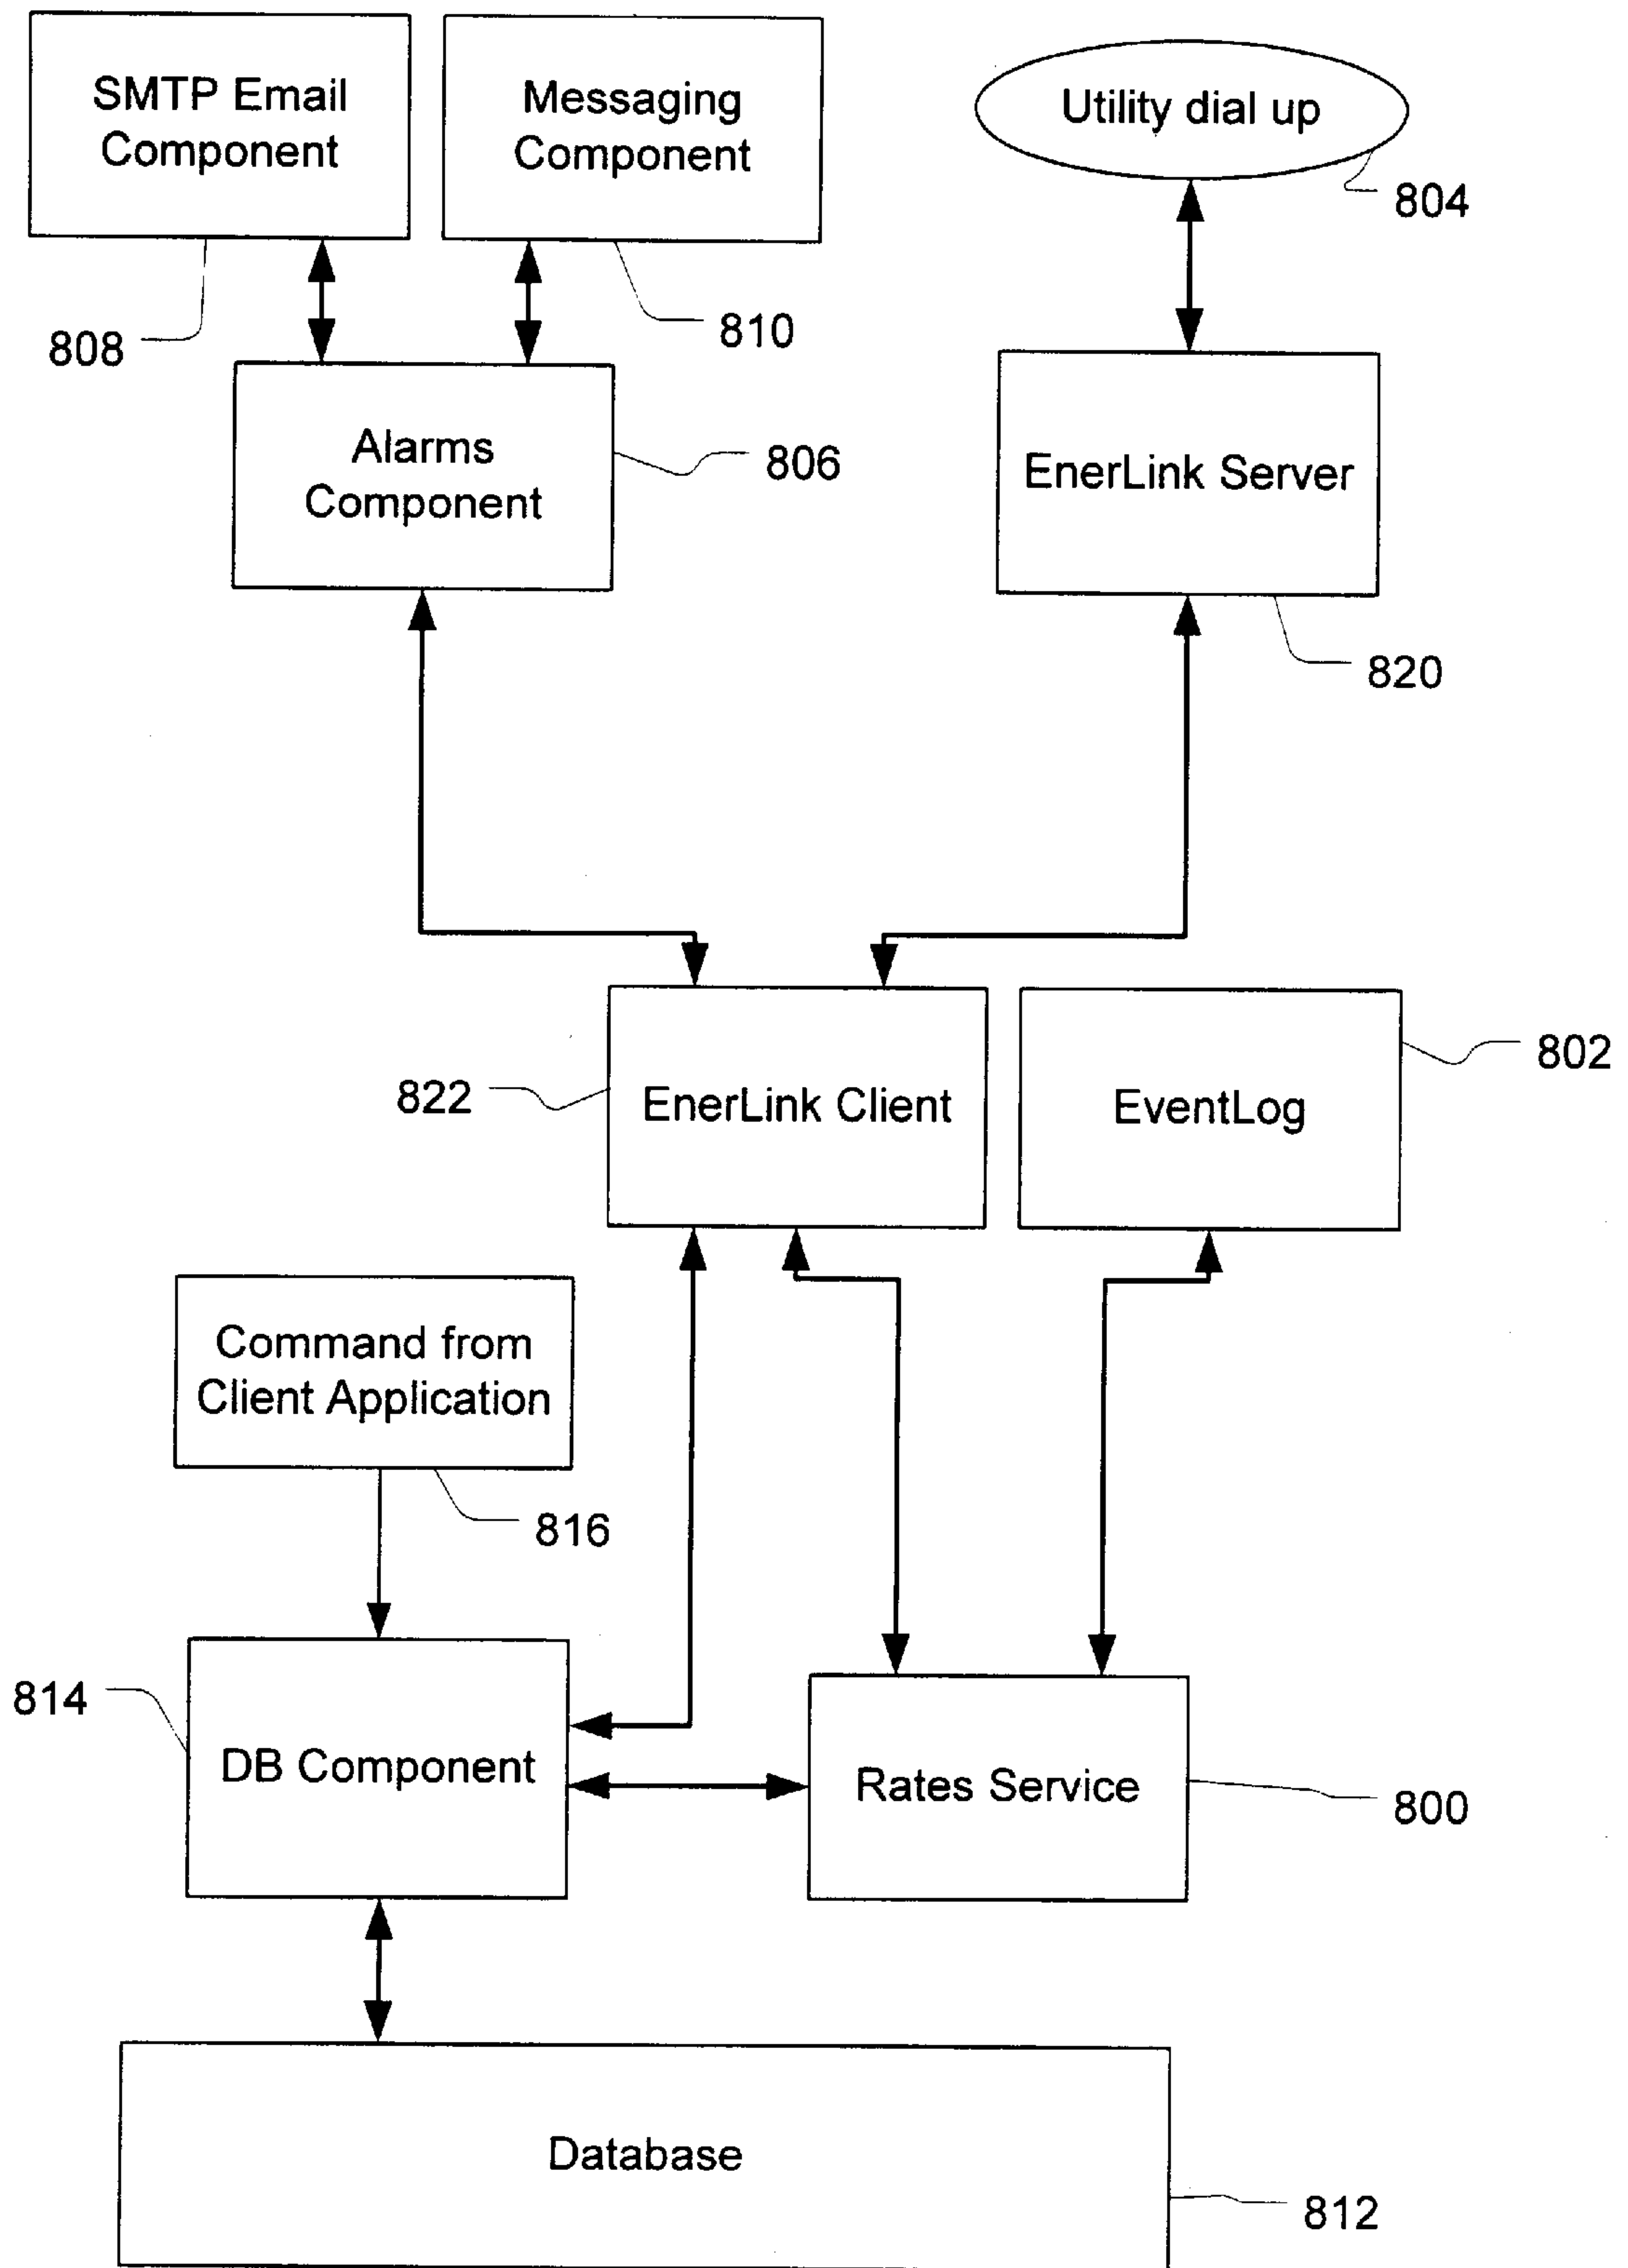 SMTP Email
Component
Messaging
Component
Utility dial up
804
808
810
Alarms
Component
806
EnerLink Server
820
822
EnerLink Client
EventLog
802
Command from
Client Application
816
814
DB Component
Rates Service
800
Database
812